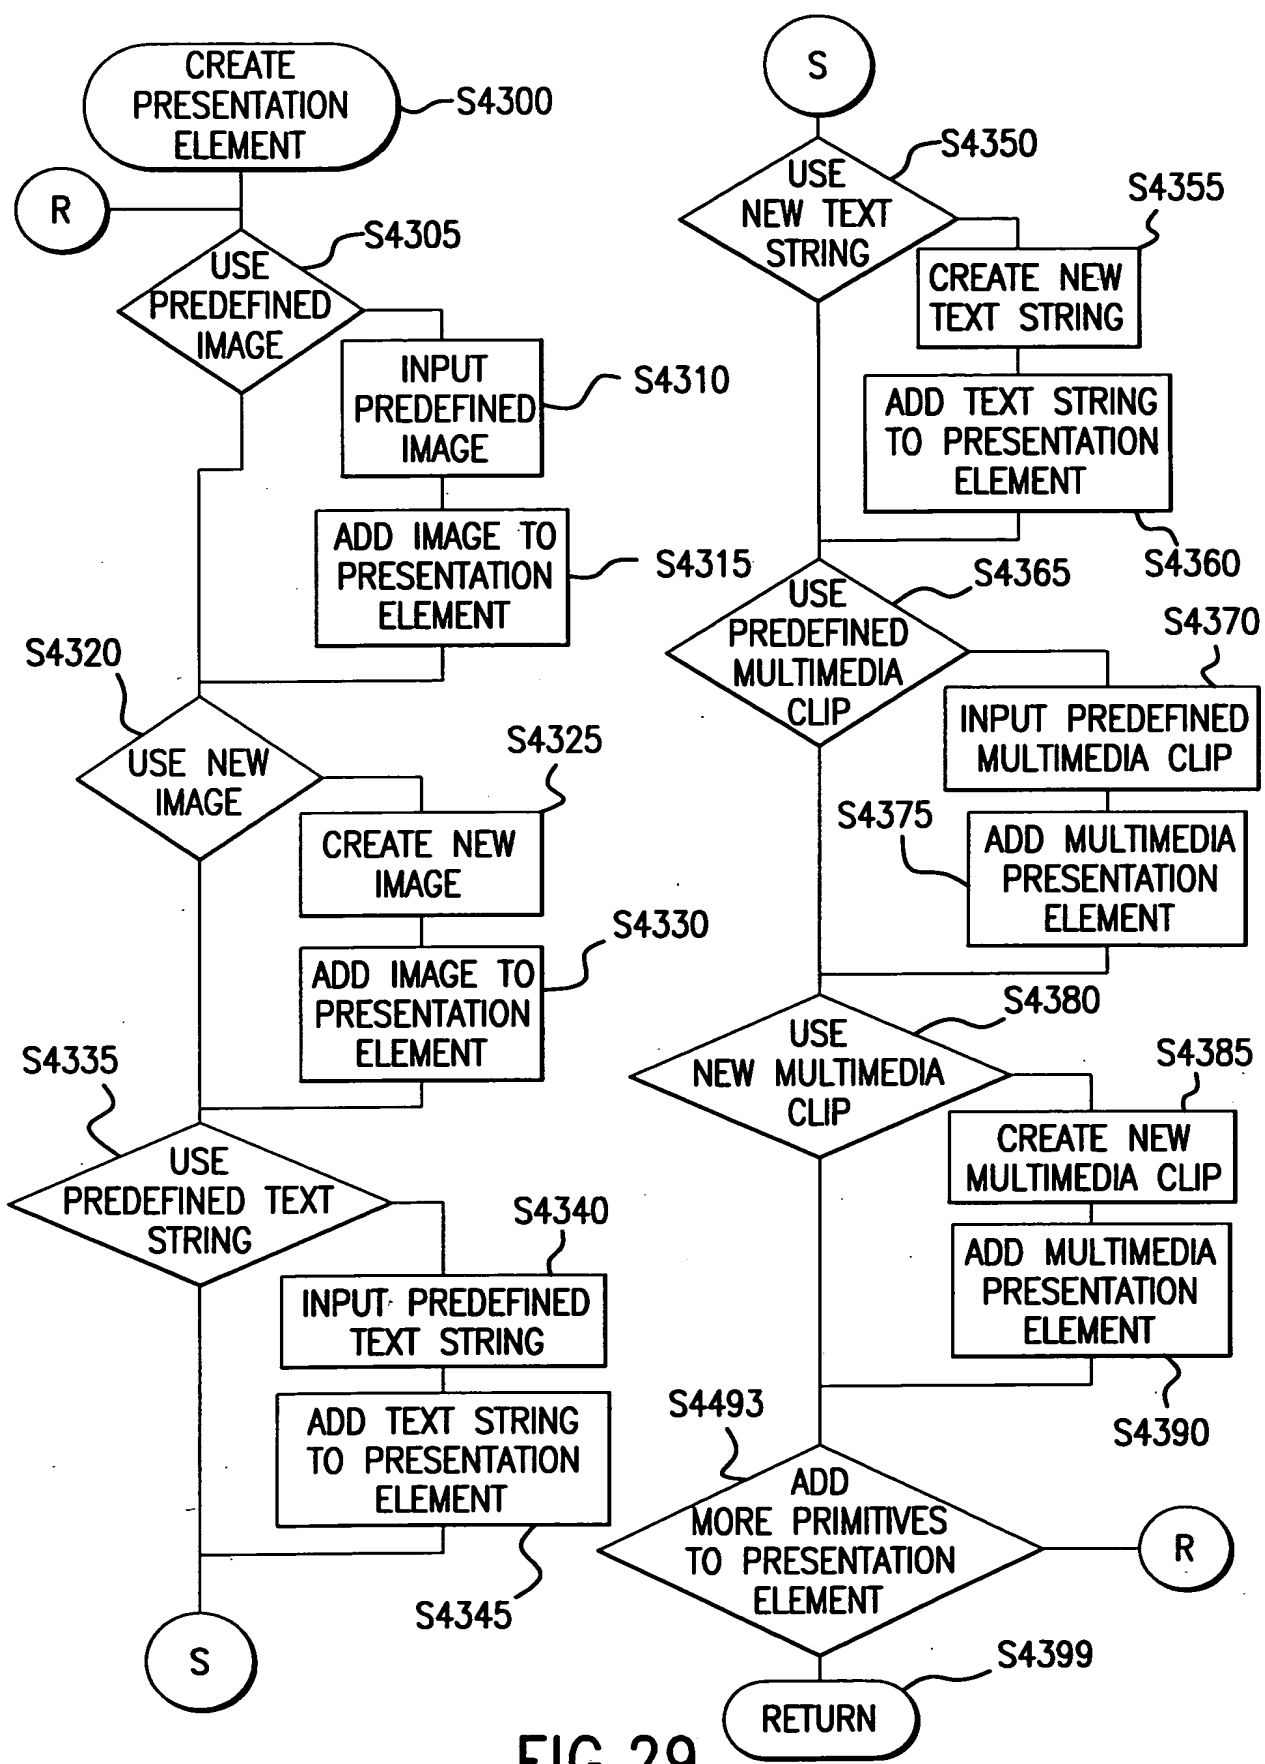 CREATE
PRESENTATION
ELEMENT
S4300
R
S4305
USE
PREDEFINED
IMAGE
INPUT
PREDEFINED
IMAGE
S4310
ADD IMAGE TO
PRESENTATION
ELEMENT
S4315
S4320
USE NEW
IMAGE
S4325
CREATE NEW
IMAGE
S4330
ADD IMAGE TO
PRESENTATION
ELEMENT
S4335
USE
PREDEFINED TEXT
STRING
S4340
INPUT PREDEFINED
TEXT STRING
ADD TEXT STRING
TO PRESENTATION
ELEMENT
S4345
S
S
S4350
USE
NEW TEXT
STRING
S4355
CREATE NEW
TEXT STRING
ADD TEXT STRING
TO PRESENTATION
ELEMENT
S4360
S4365
USE
PREDEFINED
MULTIMEDIA
CLIP
S4370
INPUT PREDEFINED
MULTIMEDIA CLIP
S4375
ADD MULTIMEDIA
PRESENTATION
ELEMENT
S4380
USE
NEW MULTIMEDIA
CLIP
S4385
CREATE NEW
MULTIMEDIA CLIP
ADD MULTIMEDIA
PRESENTATION
ELEMENT
S4390
S4493
ADD
MORE PRIMITIVES
TO PRESENTATION
ELEMENT
R
S4399
RETURN
FIG.29